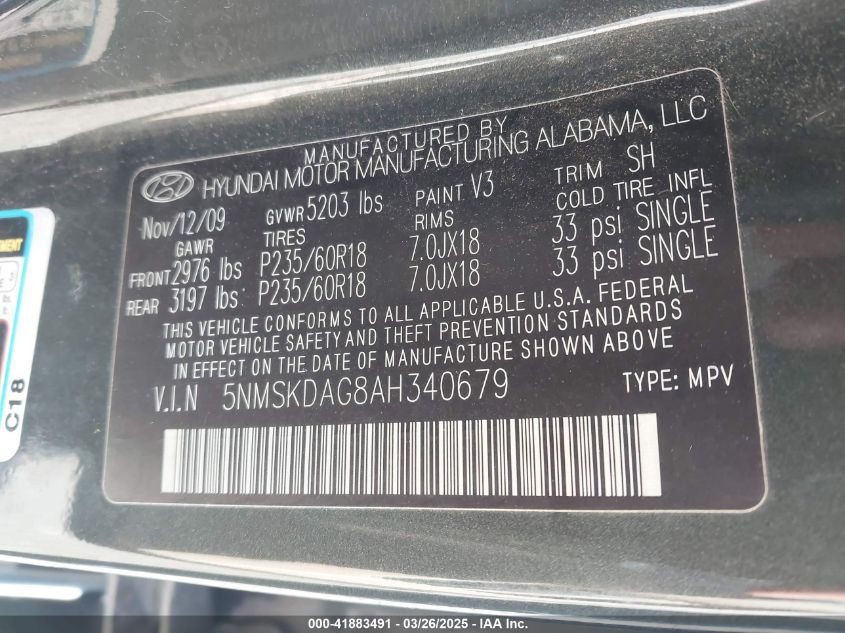 MANUFACTURED BY
HYUNDAI MOTOR MANUFACTURING ALABAMA, LLC
Nov/12/09 GVWR 5203 lbs PAINT V3 TRIM SH
GAWR TIRES RIMS COLD TIRE INFL
FRONT 2976 lbs P235/60R18 7.0JX18 33 psi SINGLE
REAR 3197 lbs: P235/60R18 7.0JX18 33 psi SINGLE
THIS VEHICLE CONFORMS TO ALL APPLICABLE U.S.A. FEDERAL
MOTOR VEHICLE SAFETY AND THEFT PREVENTION STANDARDS
IN EFFECT ON THE DATE OF MANUFACTURE SHOWN ABOVE
V.I.N 5NMSKDAG8AH340679 TYPE: MPV
C18
000-41883491 - 03/26/2025 - IAAI.com